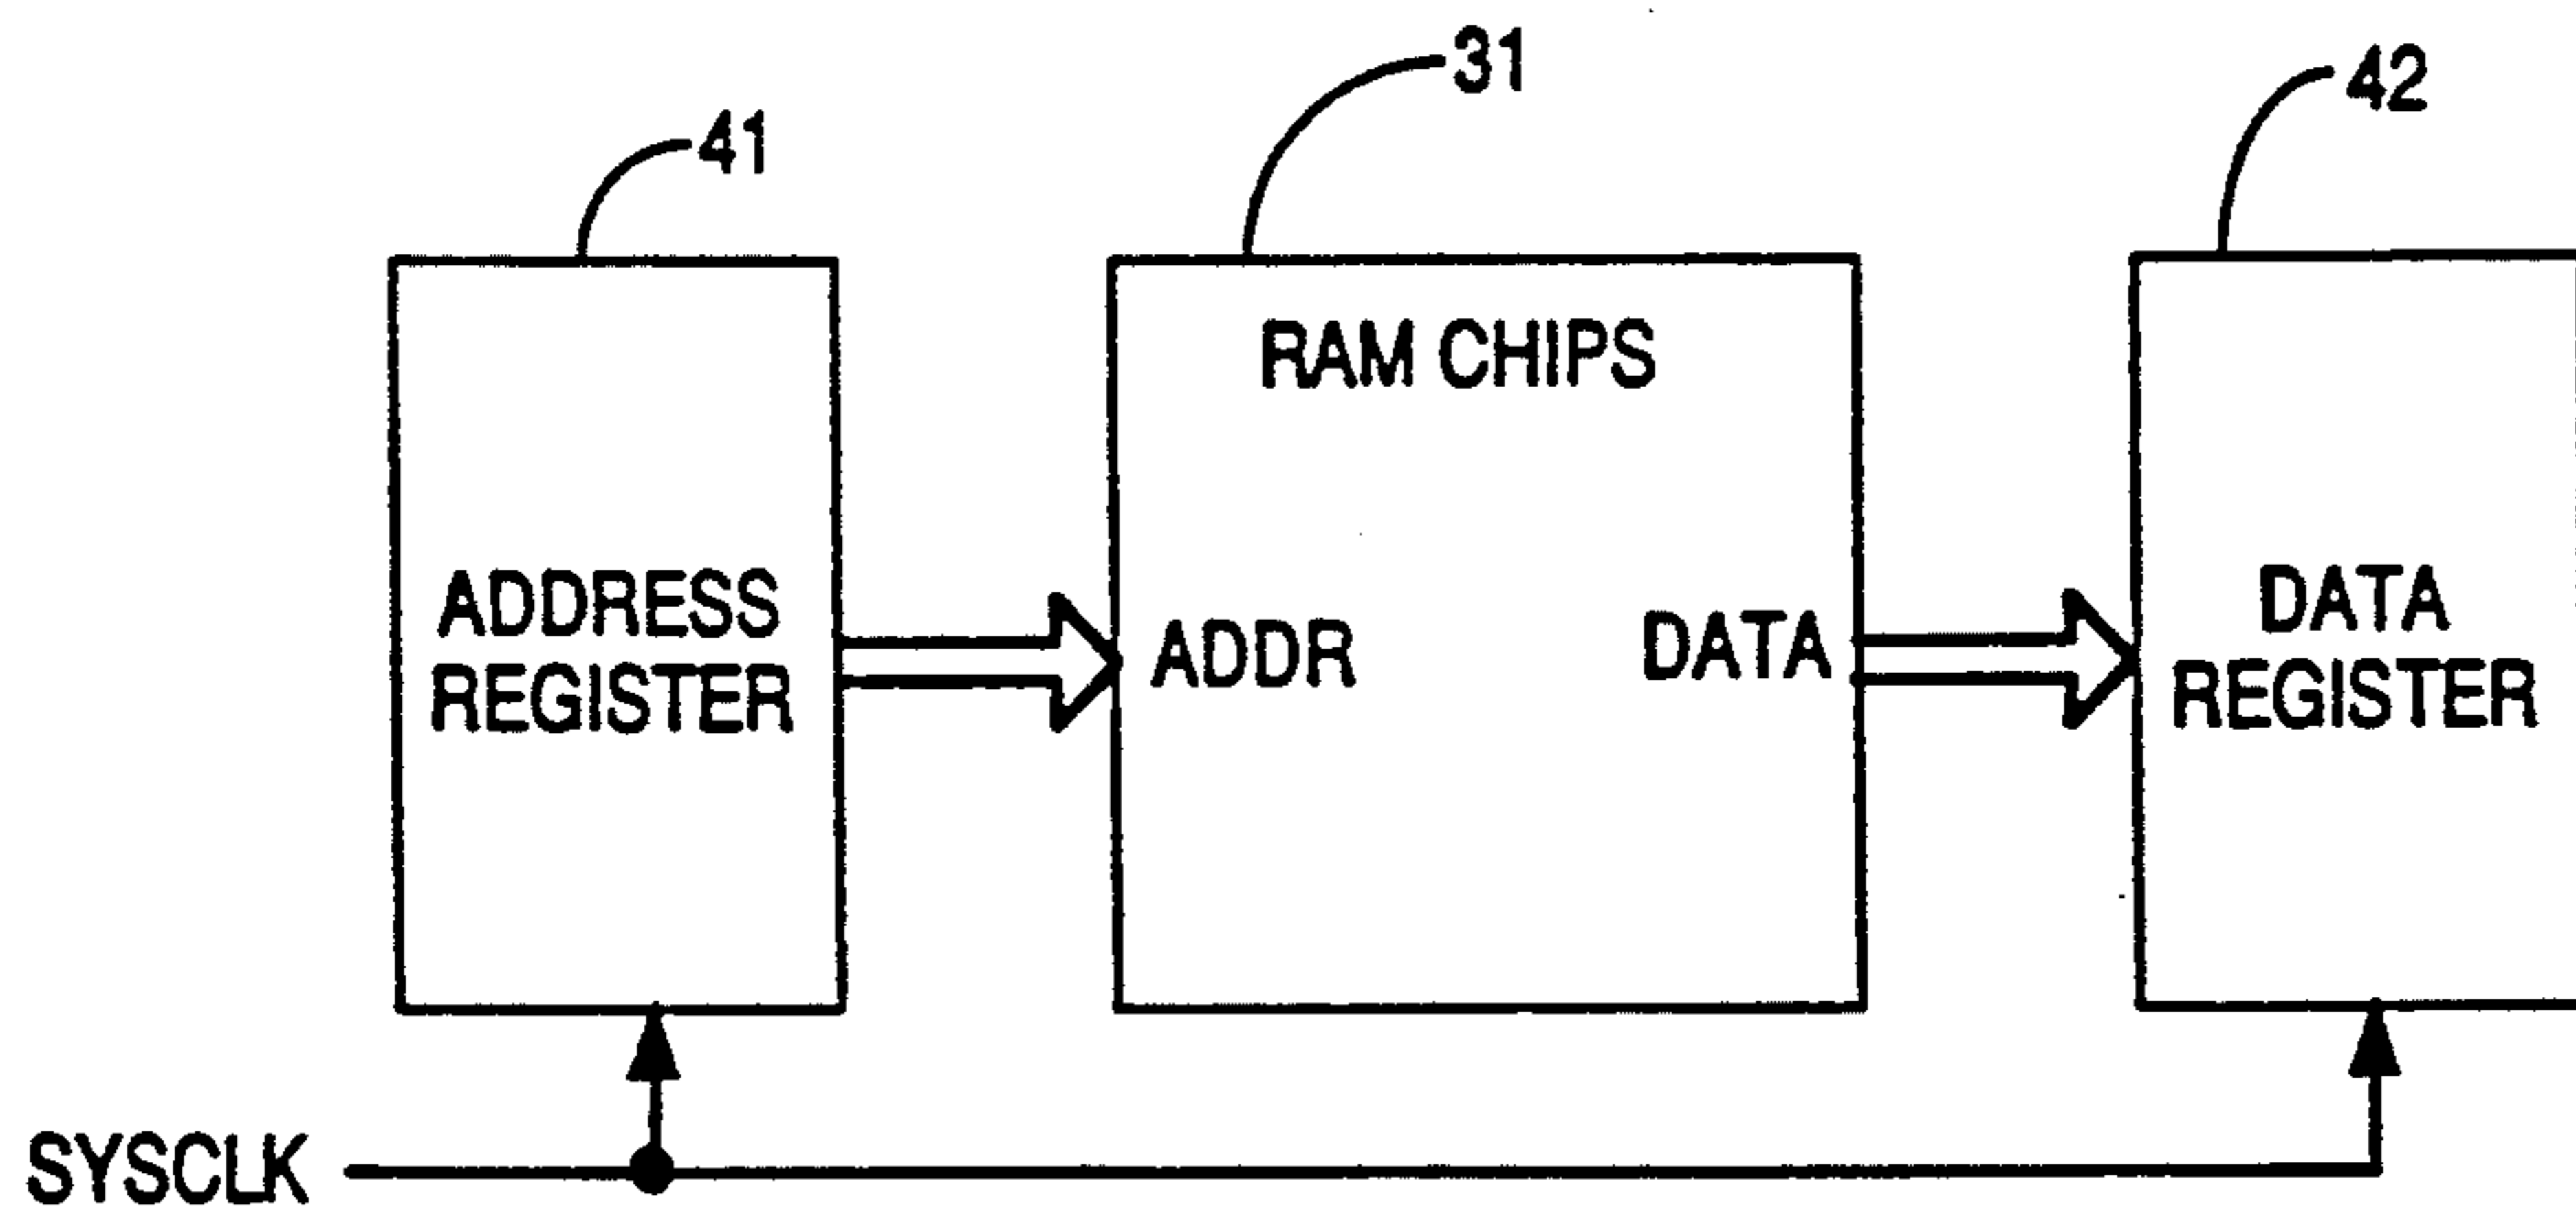 41
31
42
RAM CHIPS
ADDRESS
REGISTER
ADDR
DATA
DATA
REGISTER
SYSCLK